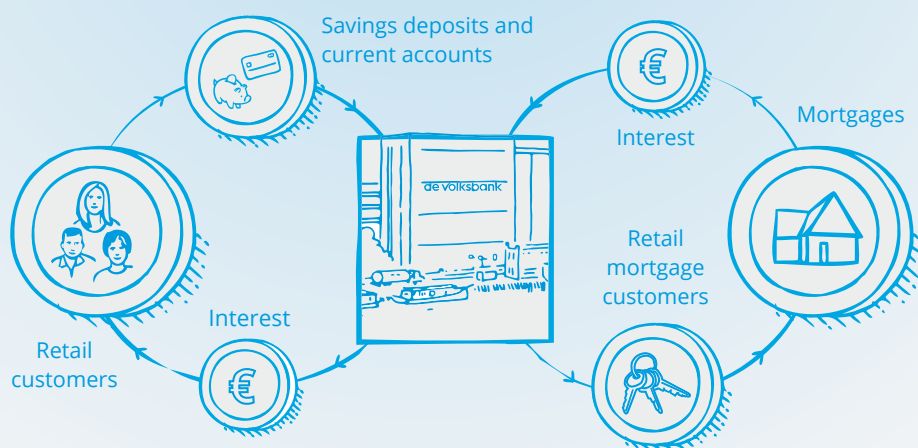 Savings deposits and
current accounts
€
Interest
Mortgages
de volksbank
Retail
mortgage
customers
Interest
Retail
customers
€